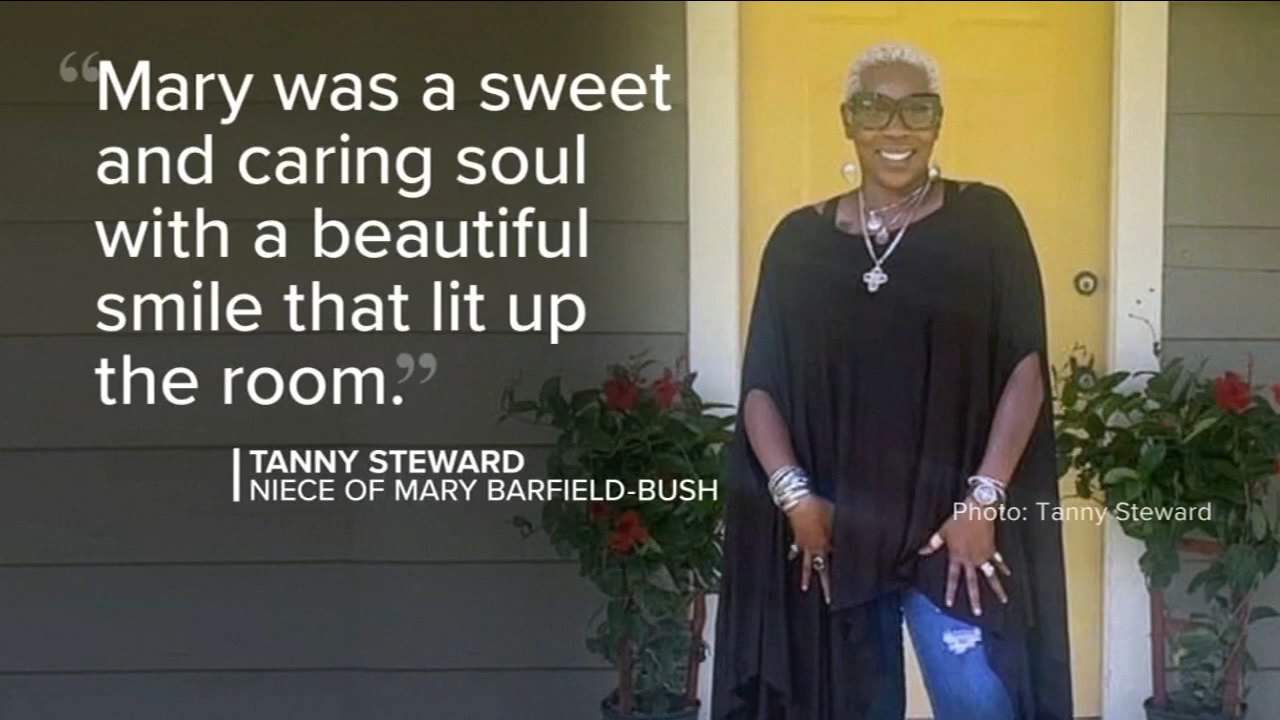 “Mary was a sweet
and caring soul
with a beautiful
smile that lit up
the room.”
TANNY STEWARD
NIECE OF MARY BARFIELD-BUSH
Photo: Tanny Steward